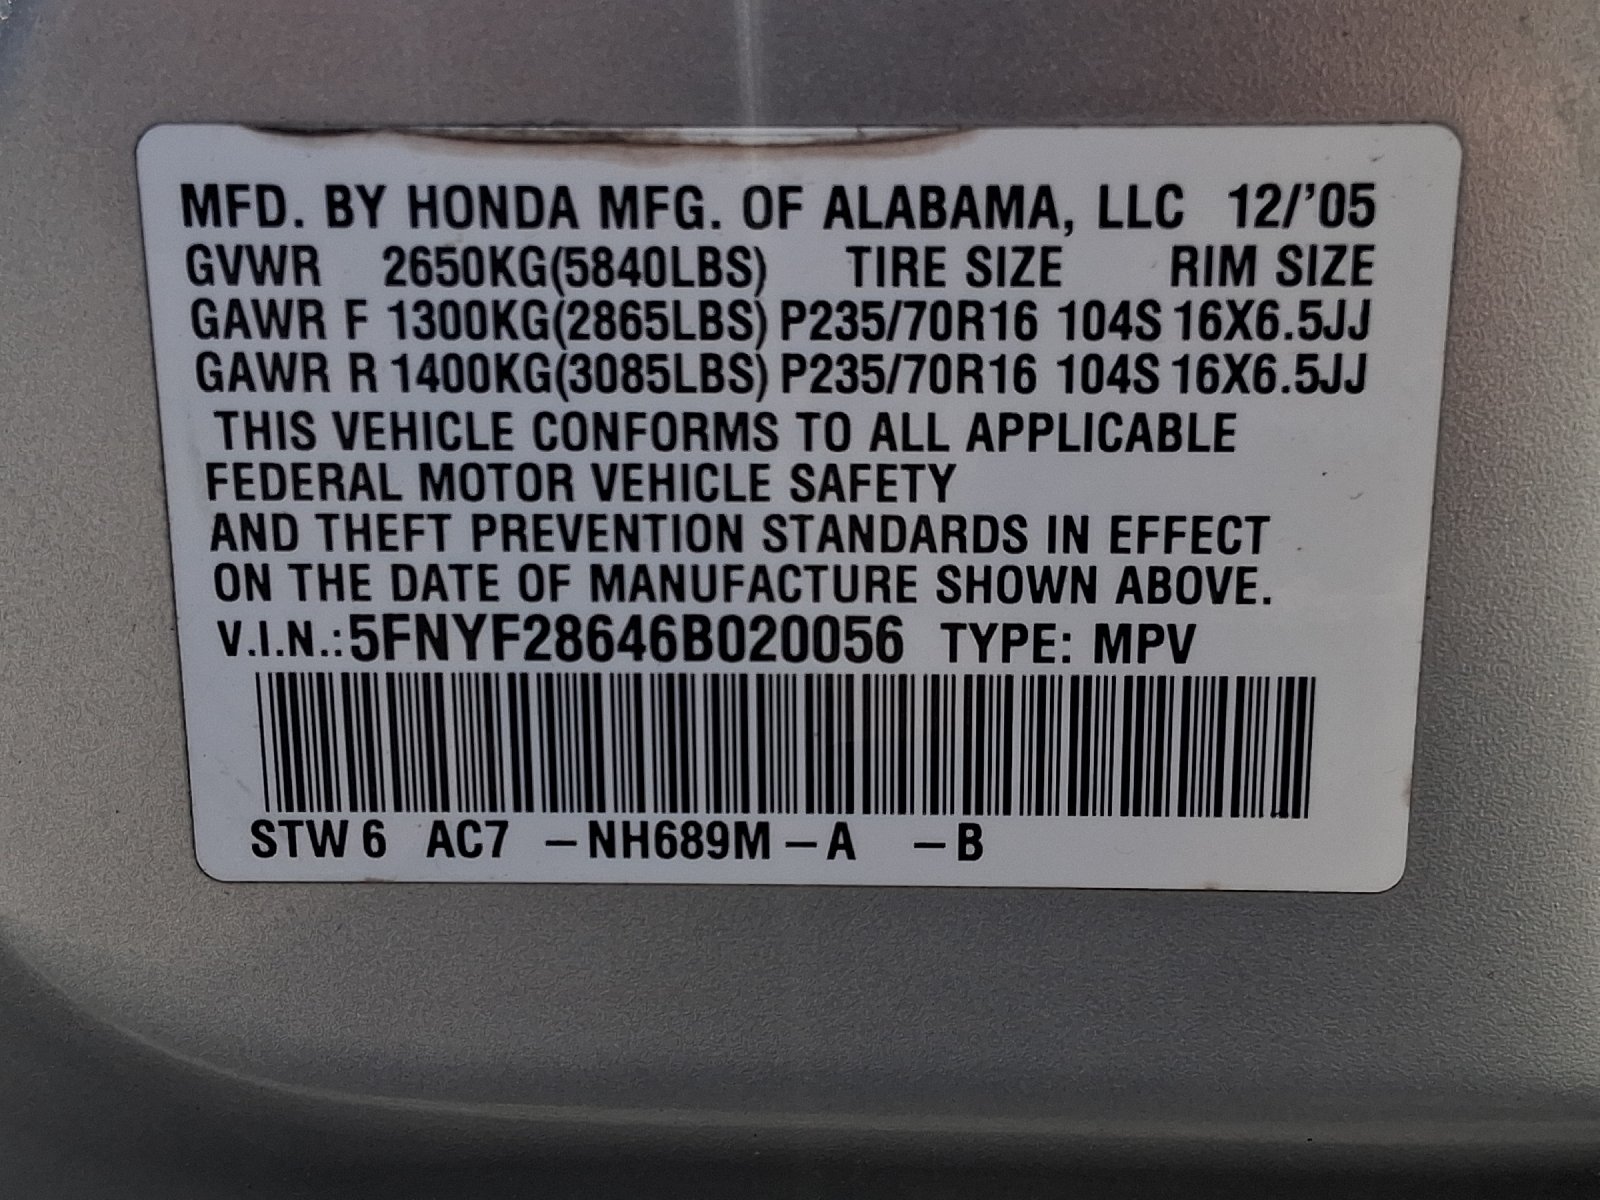 MFD. BY HONDA MFG. OF ALABAMA, LLC 12/'05
GVWR 2650KG(5840LBS) TIRE SIZE RIM SIZE
GAWR F 1300KG(2865LBS) P235/70R16 104S 16X6.5JJ
GAWR R 1400KG(3085LBS) P235/70R16 104S 16X6.5JJ
THIS VEHICLE CONFORMS TO ALL APPLICABLE
FEDERAL MOTOR VEHICLE SAFETY
AND THEFT PREVENTION STANDARDS IN EFFECT
ON THE DATE OF MANUFACTURE SHOWN ABOVE.
V.I.N.:5FNYF28646B020056 TYPE: MPV
STW 6 AC7 –NH689M–A –B